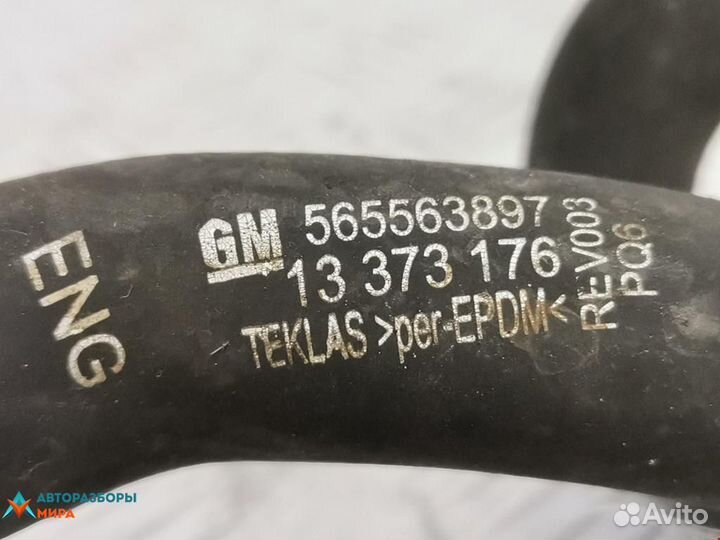 ENG
GM 565563897
13 373 176
TEKLAS >per-EPDM<
REV003
PQ6
АВТОРАЗБОРЫ
МИРА
Avito